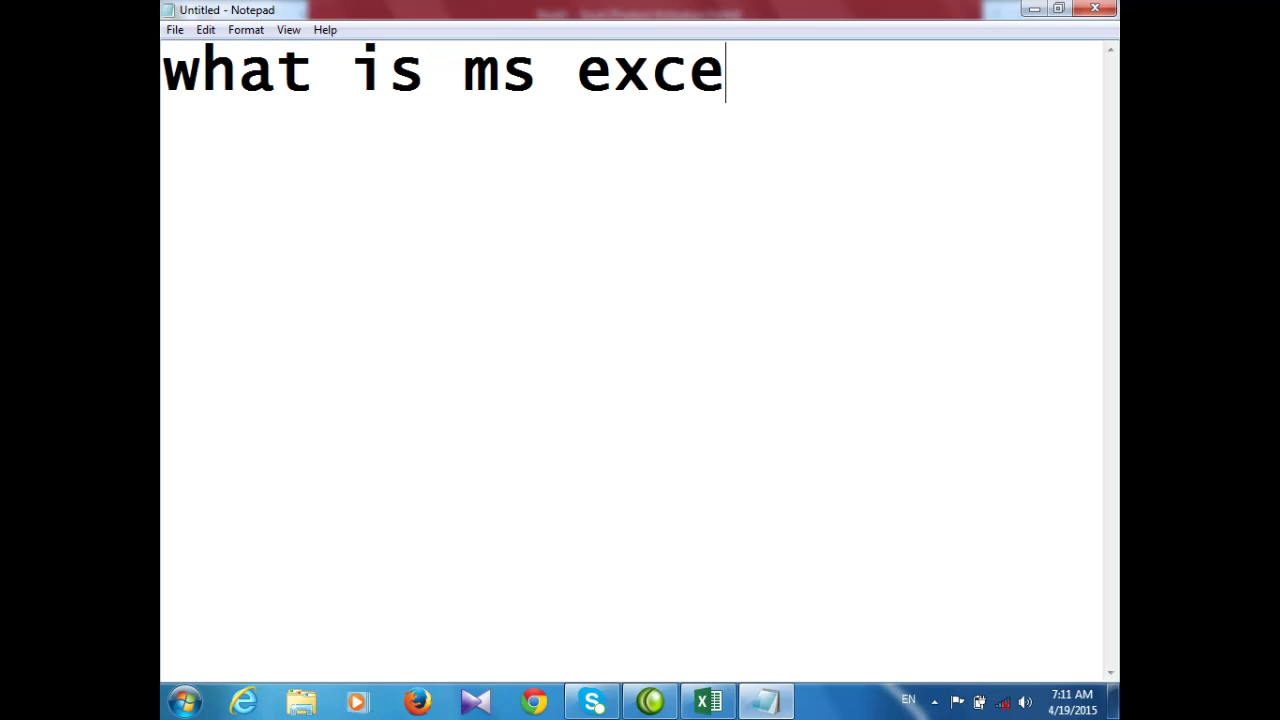 Untitled - Notepad
File Edit Format View Help
what is ms exce
EN
7:11 AM
4/19/2015